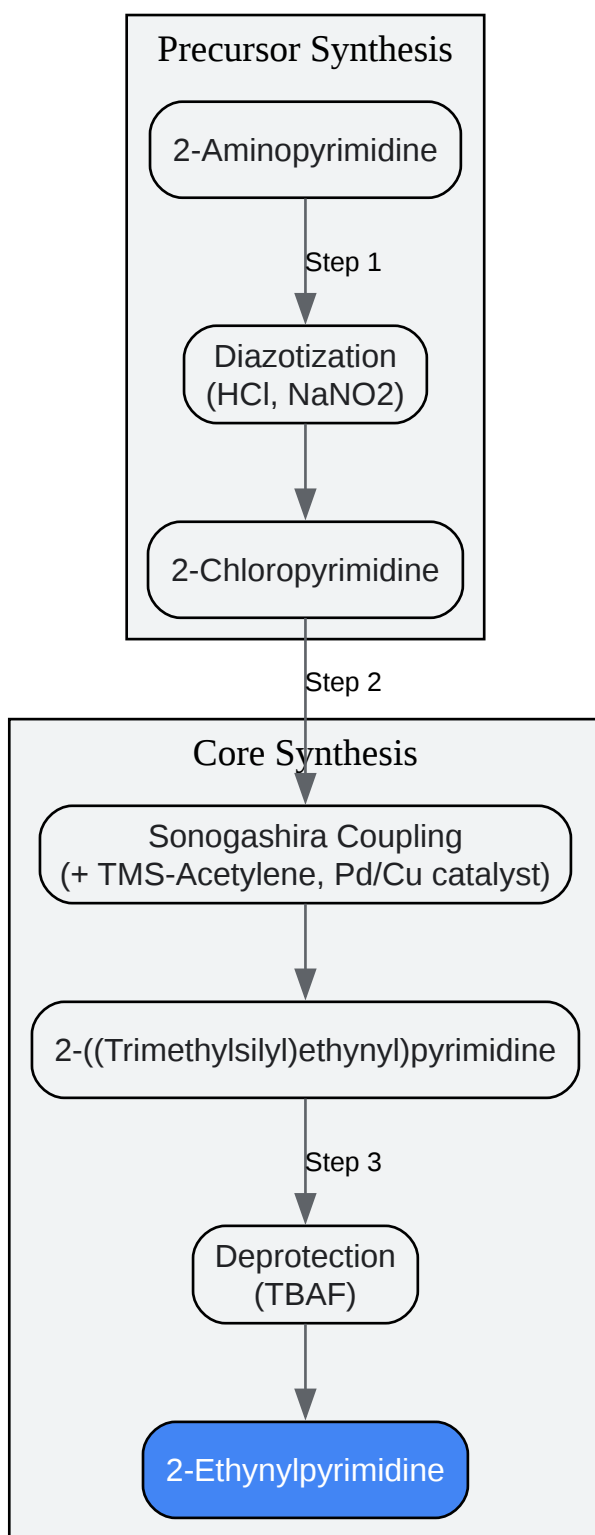 Precursor Synthesis
2-Aminopyrimidine
Step 1
Diazotization
(HCl, NaNO2)
2-Chloropyrimidine
Step 2
Core Synthesis
Sonogashira Coupling
(+ TMS-Acetylene, Pd/Cu catalyst)
2-((Trimethylsilyl)ethynyl)pyrimidine
Step 3
Deprotection
(TBAF)
2-Ethynylpyrimidine